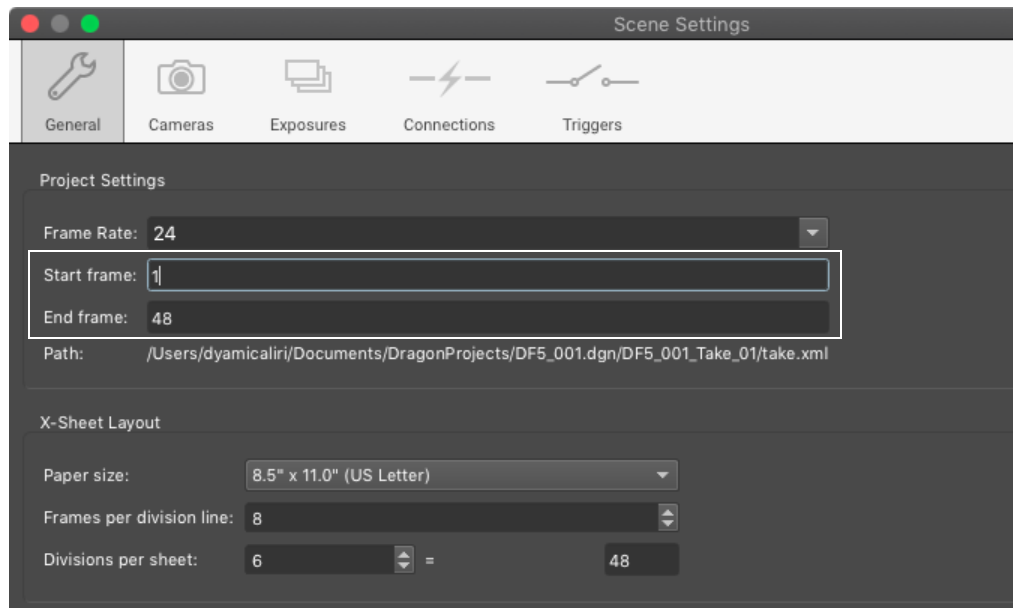 Scene Settings
General Cameras Exposures Connections Triggers
Project Settings
Frame Rate: 24
Start frame: 1
End frame: 48
Path: /Users/dyamicaliri/Documents/DragonProjects/DF5_001.dgn/DF5_001_Take_01/take.xml
X-Sheet Layout
Paper size: 8.5" x 11.0" (US Letter)
Frames per division line: 8
Divisions per sheet: 6 = 48